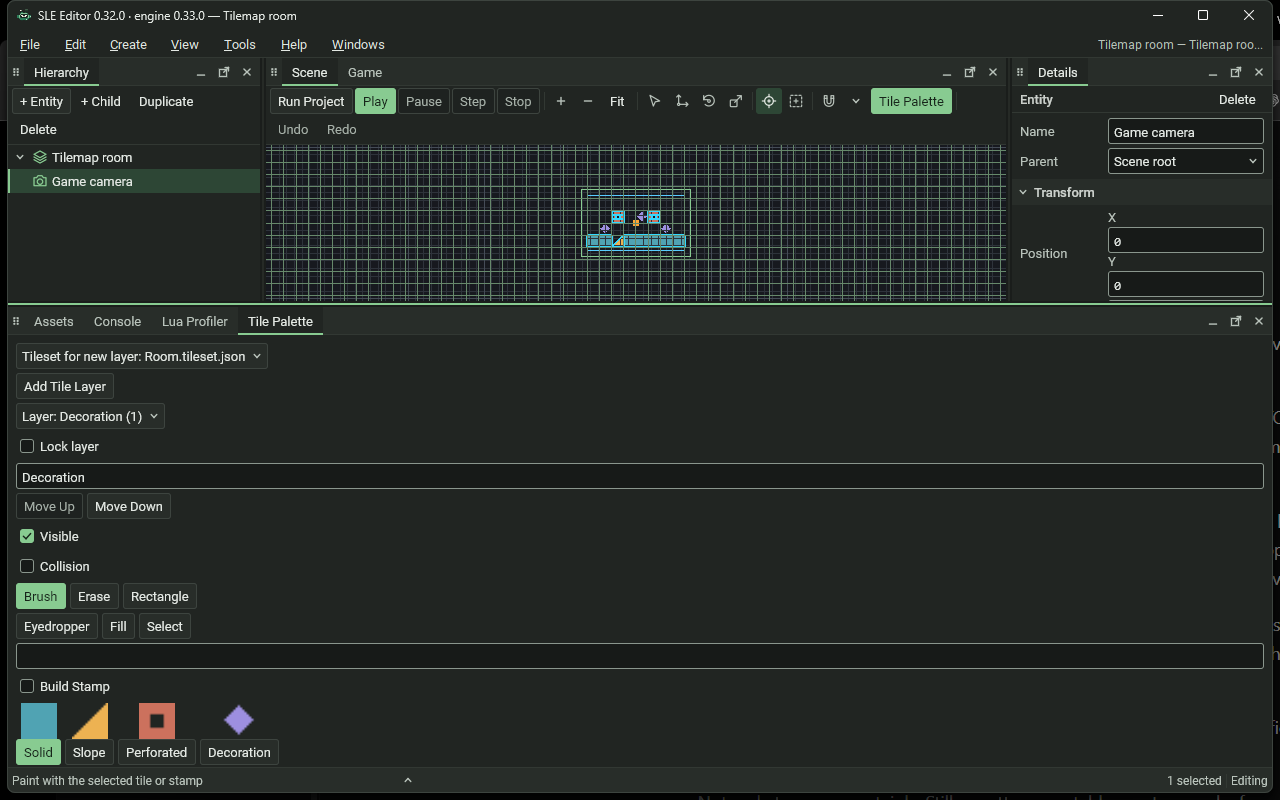 SLE Editor 0.32.0 · engine 0.33.0 — Tilemap room
File Edit Create View Tools Help Windows Tilemap room — Tilemap roo...
Hierarchy Scene Game Details
+ Entity + Child Duplicate Run Project Play Pause Step Stop + − Fit Tile Palette Entity Delete
Delete Undo Redo Name Game camera
Tilemap room Parent Scene root
Game camera Transform
X
Position 0
Y
0
Assets Console Lua Profiler Tile Palette
Tileset for new layer: Room.tileset.json
Add Tile Layer
Layer: Decoration (1)
Lock layer
Decoration
Move Up Move Down
Visible
Collision
Brush Erase Rectangle
Eyedropper Fill Select
Build Stamp
Solid Slope Perforated Decoration
Paint with the selected tile or stamp 1 selected Editing